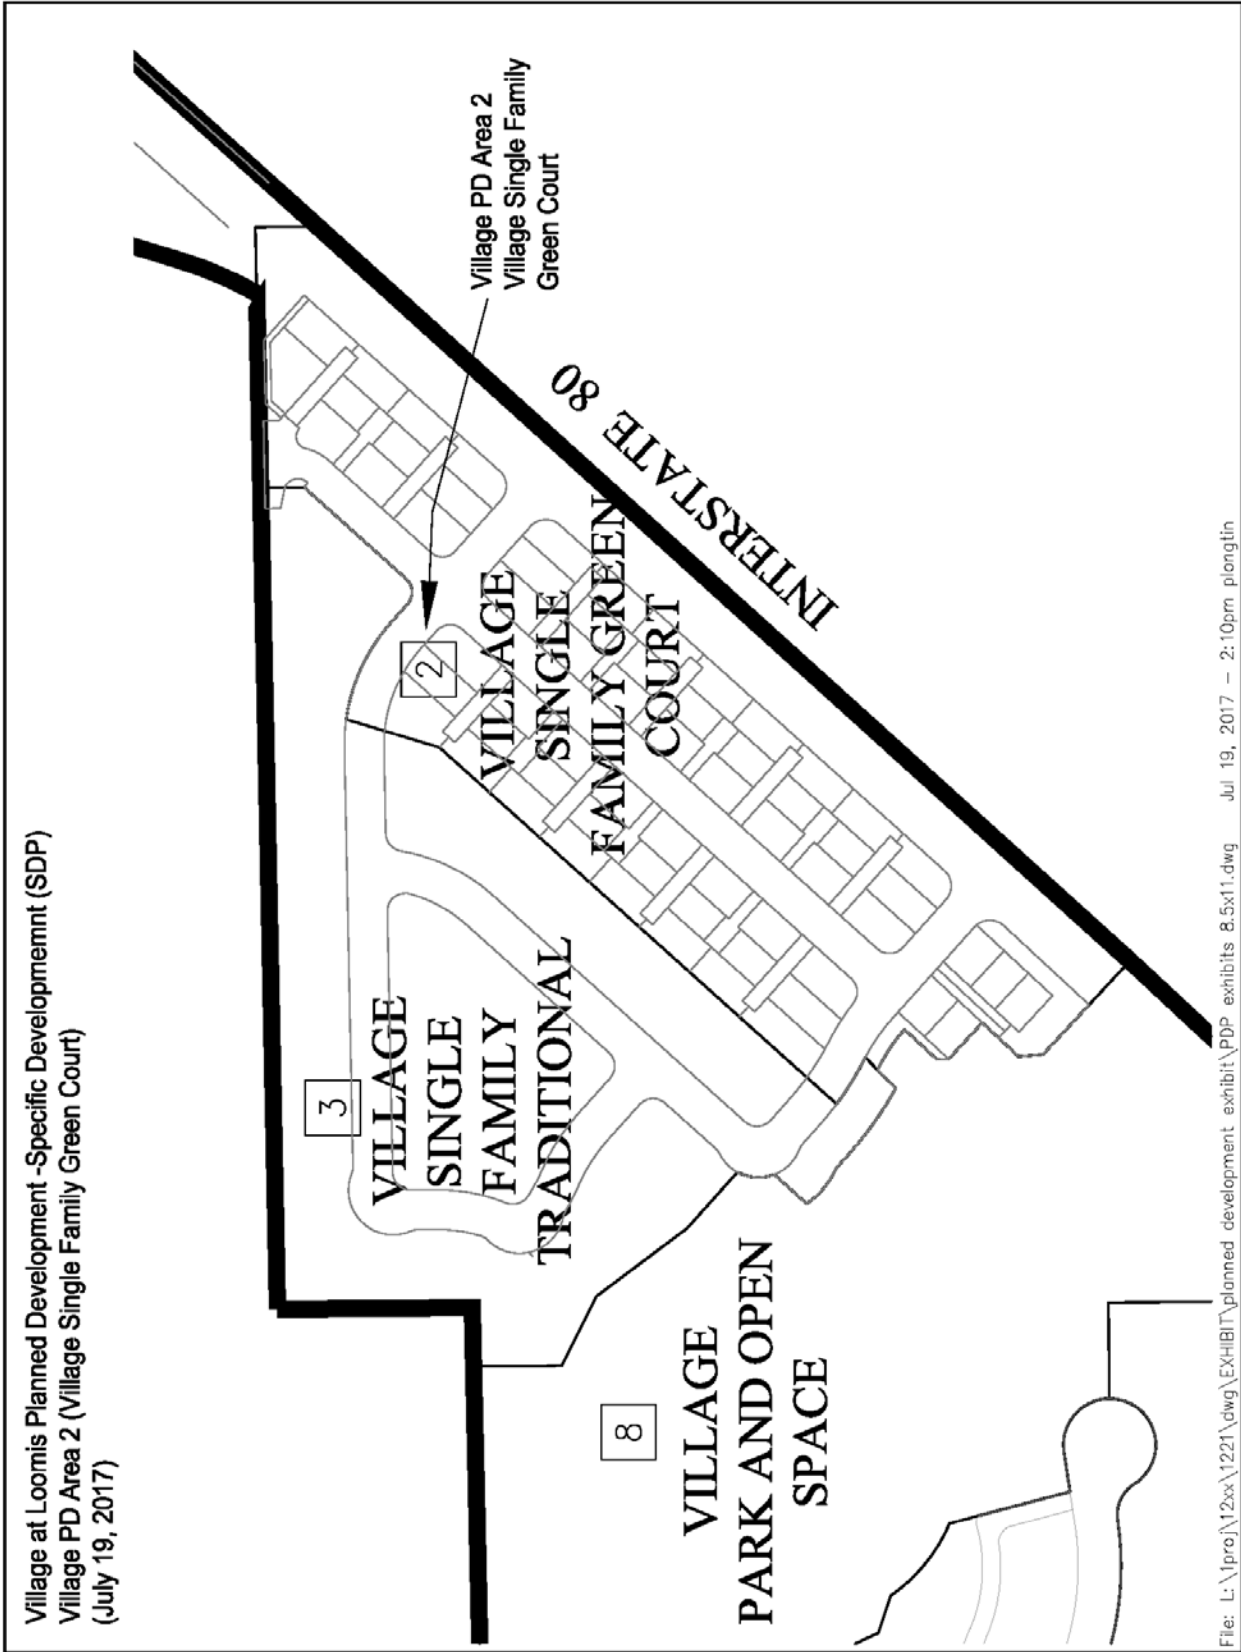 Village at Loomis Planned Development -Specific Developmemnt (SDP)
Village PD Area 2 (Village Single Family Green Court)
(July 19, 2017)
Village PD Area 2
Village Single Family
Green Court
INTERSTATE 80
2
VILLAGE
SINGLE
FAMILY GREEN
COURT
3
VILLAGE
SINGLE
FAMILY
TRADITIONAL
8
VILLAGE
PARK AND OPEN
SPACE
File: L:\1proj\12xx\1221\dwg\EXHIBIT\planned development exhibit\PDP exhibits 8.5x11.dwg Jul 19, 2017 – 2:10pm plongtin